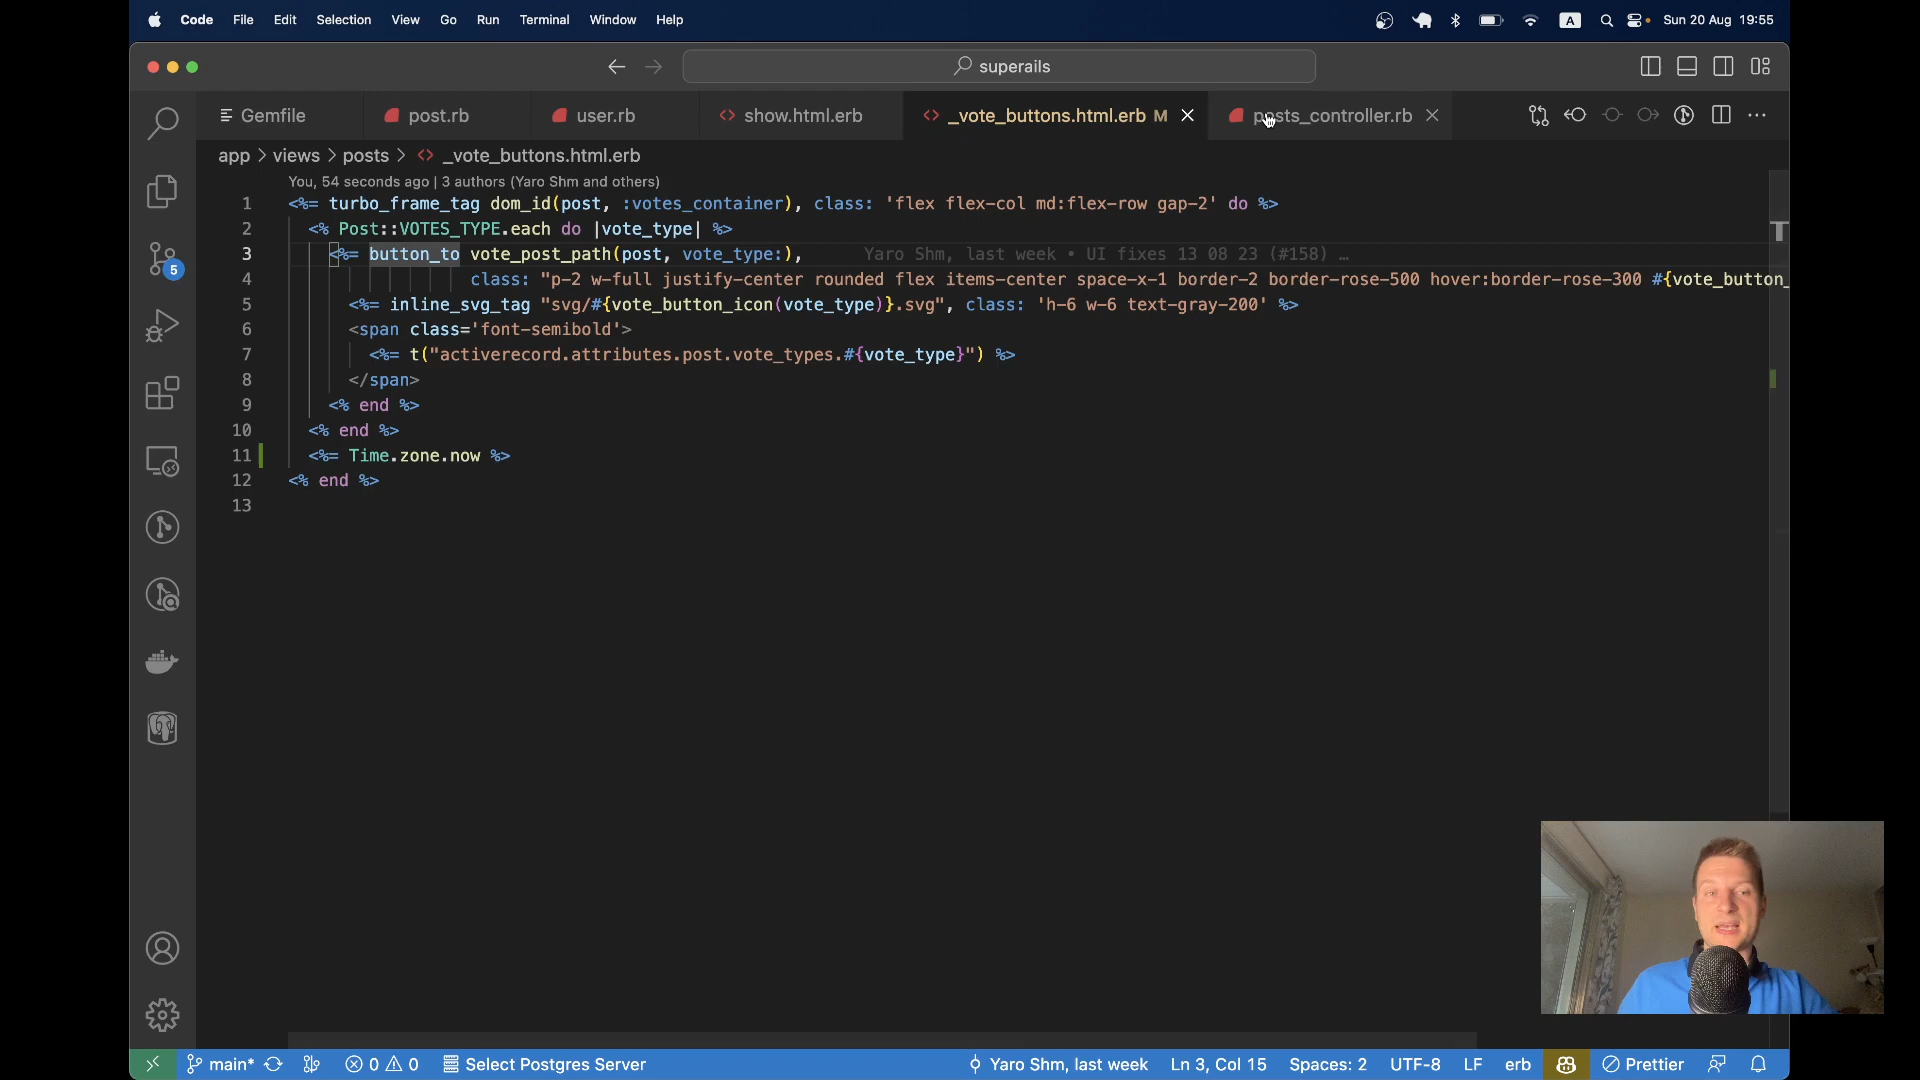 Code File Edit Selection View Go Run Terminal Window Help A Sun 20 Aug 19:55
superails
Gemfile post.rb user.rb show.html.erb _vote_buttons.html.erb M posts_controller.rb
app > views > posts > _vote_buttons.html.erb
You, 54 seconds ago | 3 authors (Yaro Shm and others)
1 <%= turbo_frame_tag dom_id(post, :votes_container), class: 'flex flex-col md:flex-row gap-2' do %>
2 <% Post::VOTES_TYPE.each do |vote_type| %>
3 <%= button_to vote_post_path(post, vote_type:), Yaro Shm, last week • UI fixes 13 08 23 (#158) …
4 class: "p-2 w-full justify-center rounded flex items-center space-x-1 border-2 border-rose-500 hover:border-rose-300 #{vote_button_
5 <%= inline_svg_tag "svg/#{vote_button_icon(vote_type)}.svg", class: 'h-6 w-6 text-gray-200' %>
6 <span class='font-semibold'>
7 <%= t("activerecord.attributes.post.vote_types.#{vote_type}") %>
8 </span>
9 <% end %>
10 <% end %>
11 <%= Time.zone.now %>
12 <% end %>
13
5
main* 0 0 Select Postgres Server Yaro Shm, last week Ln 3, Col 15 Spaces: 2 UTF-8 LF erb Prettier